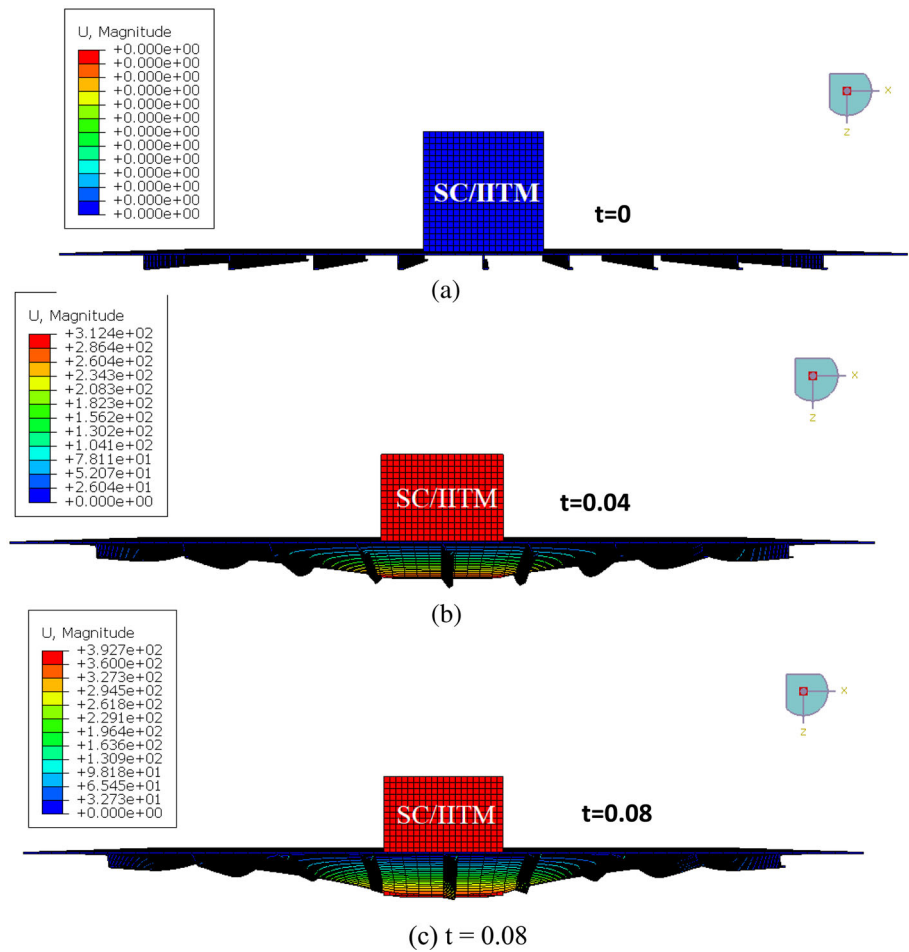 U, Magnitude
+0.000e+00
+0.000e+00
+0.000e+00
+0.000e+00
+0.000e+00
+0.000e+00
+0.000e+00
+0.000e+00
+0.000e+00
+0.000e+00
+0.000e+00
+0.000e+00
+0.000e+00
x
z
SC/IITM
t=0
(a)
U, Magnitude
+3.124e+02
+2.864e+02
+2.604e+02
+2.343e+02
+2.083e+02
+1.823e+02
+1.562e+02
+1.302e+02
+1.041e+02
+7.811e+01
+5.207e+01
+2.604e+01
+0.000e+00
x
z
SC/IITM
t=0.04
(b)
U, Magnitude
+3.927e+02
+3.600e+02
+3.273e+02
+2.945e+02
+2.618e+02
+2.291e+02
+1.964e+02
+1.636e+02
+1.309e+02
+9.818e+01
+6.545e+01
+3.273e+01
+0.000e+00
x
z
SC/IITM
t=0.08
(c) t = 0.08